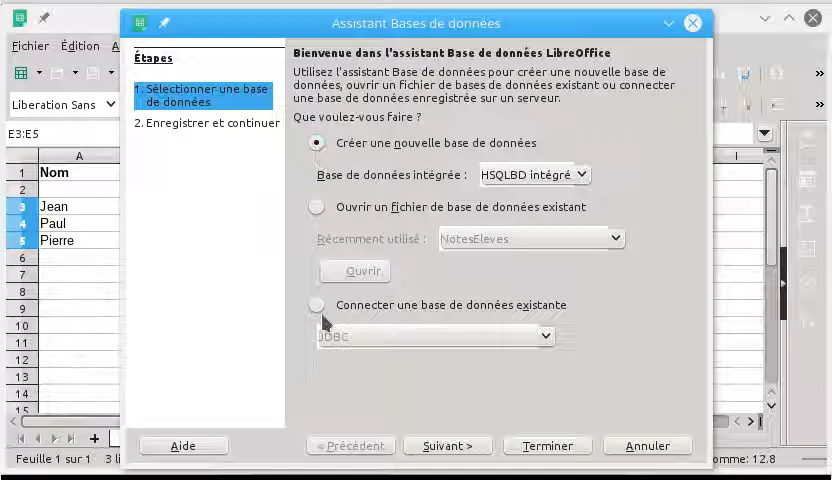 Assistant Bases de données
Fichier Édition A
Liberation Sans
E3:E5
A
I
1 Nom
2
3 Jean
4 Paul
5 Pierre
6
7
8
9
10
11
12
13
14
15
Feuille 1 sur 1 3 li
omme: 12.8
Étapes
1. Sélectionner une base
de données
2. Enregistrer et continuer
Bienvenue dans l'assistant Base de données LibreOffice
Utilisez l'assistant Base de données pour créer une nouvelle base de
données, ouvrir un fichier de bases de données existant ou connecter
une base de données enregistrée sur un serveur.
Que voulez-vous faire ?
Créer une nouvelle base de données
Base de données intégrée : HSQLBD intégré
Ouvrir un fichier de base de données existant
Récemment utilisé : NotesEleves
Ouvrir
Connecter une base de données existante
JDBC
Aide
< Précédent
Suivant >
Terminer
Annuler